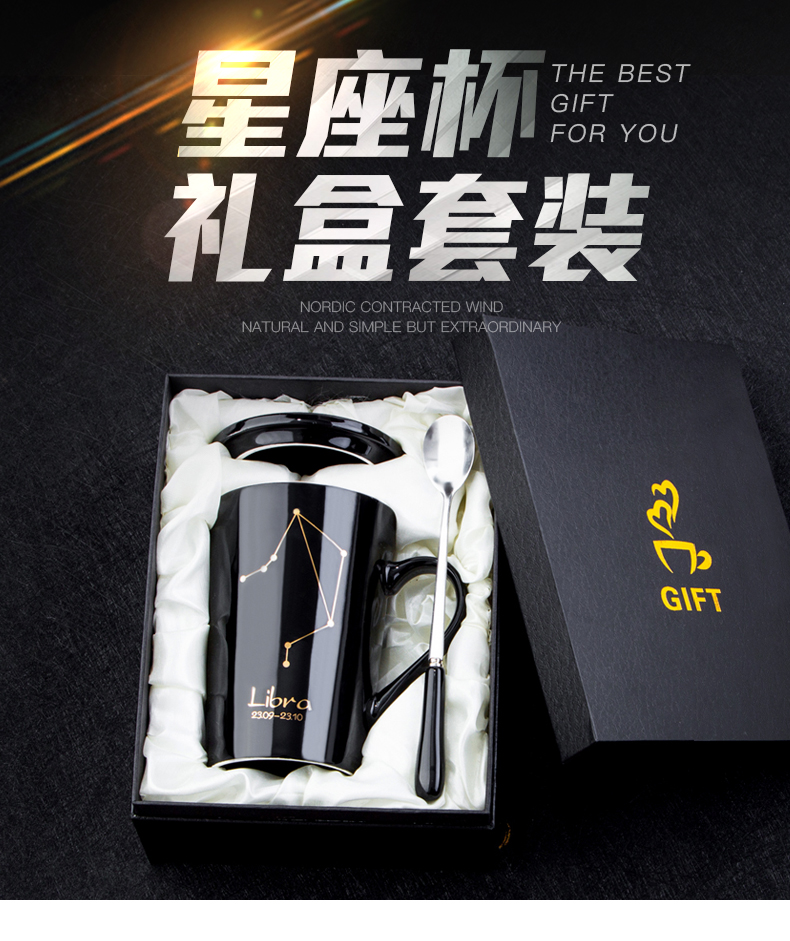 星座杯
THE BEST
GIFT
FOR YOU
礼盒套装
NORDIC CONTRACTED WIND
NATURAL AND SIMPLE BUT EXTRAORDINARY
GIFT
Libra
23.09-23.10